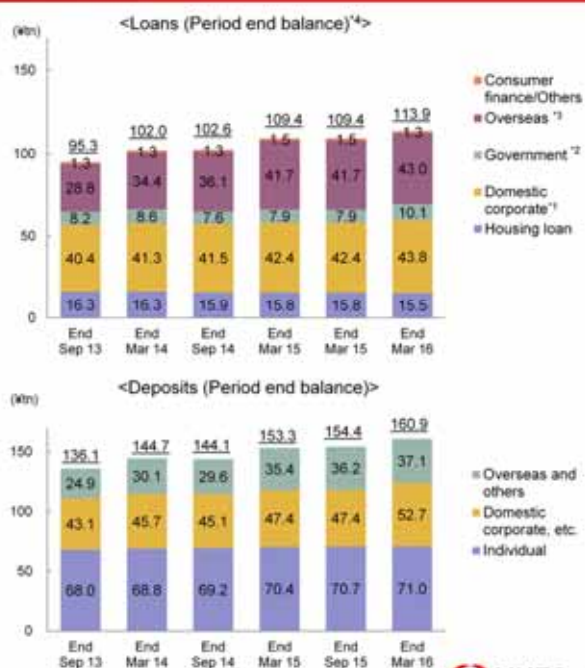 <Loans (Period end balance)*4>
(¥tn)
150
100
50
0
95.3
102.0
102.6
109.4
109.4
113.9
1.3
1.3
1.3
1.5
1.5
1.3
28.8
34.4
36.1
41.7
41.7
43.0
8.2
8.6
7.6
7.9
7.9
10.1
40.4
41.3
41.5
42.4
42.4
43.8
16.3
16.3
15.9
15.8
15.8
15.5
End
Sep 13
End
Mar 14
End
Sep 14
End
Mar 15
End
Mar 15
End
Mar 16
Consumer
finance/Others
Overseas *3
Government *2
Domestic
corporate*1
Housing loan
<Deposits (Period end balance)>
(¥tn)
150
100
50
0
136.1
144.7
144.1
153.3
154.4
160.9
24.9
30.1
29.6
35.4
36.2
37.1
43.1
45.7
45.1
47.4
47.4
52.7
68.0
68.8
69.2
70.4
70.7
71.0
End
Sep 13
End
Mar 14
End
Sep 14
End
Mar 15
End
Sep 15
End
Mar 16
Overseas and
others
Domestic
corporate, etc.
Individual